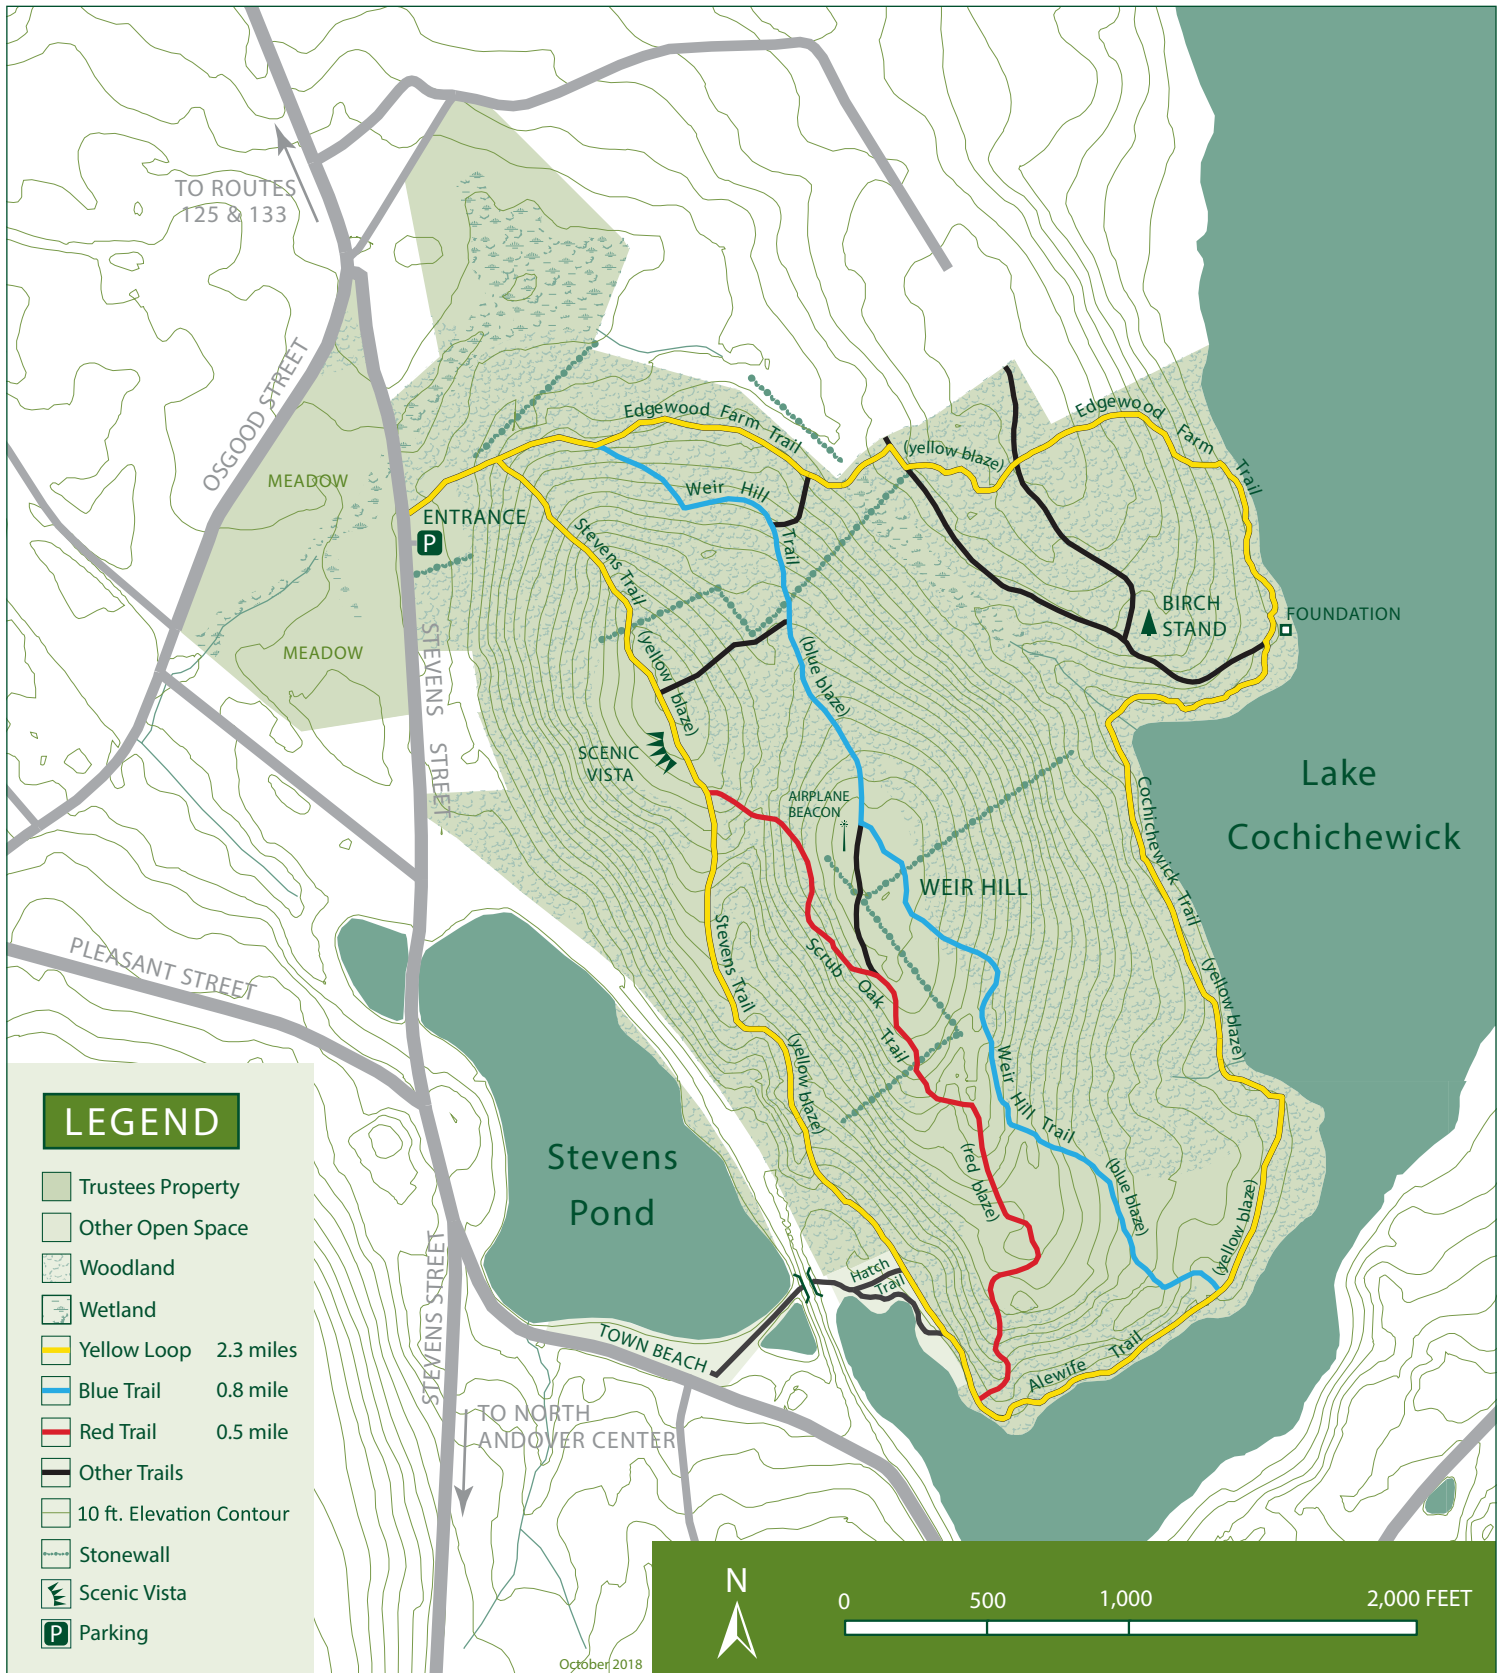 TO ROUTES
125 & 133
OSGOOD STREET
MEADOW
MEADOW
ENTRANCE
P
STEVENS STREET
Edgewood Farm Trail
(yellow blaze)
Edgewood Farm Trail
Weir Hill Trail
(blue blaze)
Stevens Trail
(yellow blaze)
BIRCH
STAND
FOUNDATION
SCENIC
VISTA
AIRPLANE
BEACON
WEIR HILL
Lake
Cochichewick
Cochichewick Trail
(yellow blaze)
PLEASANT STREET
Stevens Trail
(yellow blaze)
Scrub Oak Trail
(red blaze)
Weir Hill Trail
(blue blaze)
(yellow blaze)
Stevens
Pond
Hatch
Trail
Alewife Trail
TOWN BEACH
STEVENS STREET
TO NORTH
ANDOVER CENTER
LEGEND
Trustees Property
Other Open Space
Woodland
Wetland
Yellow Loop 2.3 miles
Blue Trail 0.8 mile
Red Trail 0.5 mile
Other Trails
10 ft. Elevation Contour
Stonewall
Scenic Vista
P Parking
October 2018
N
0 500 1,000 2,000 FEET